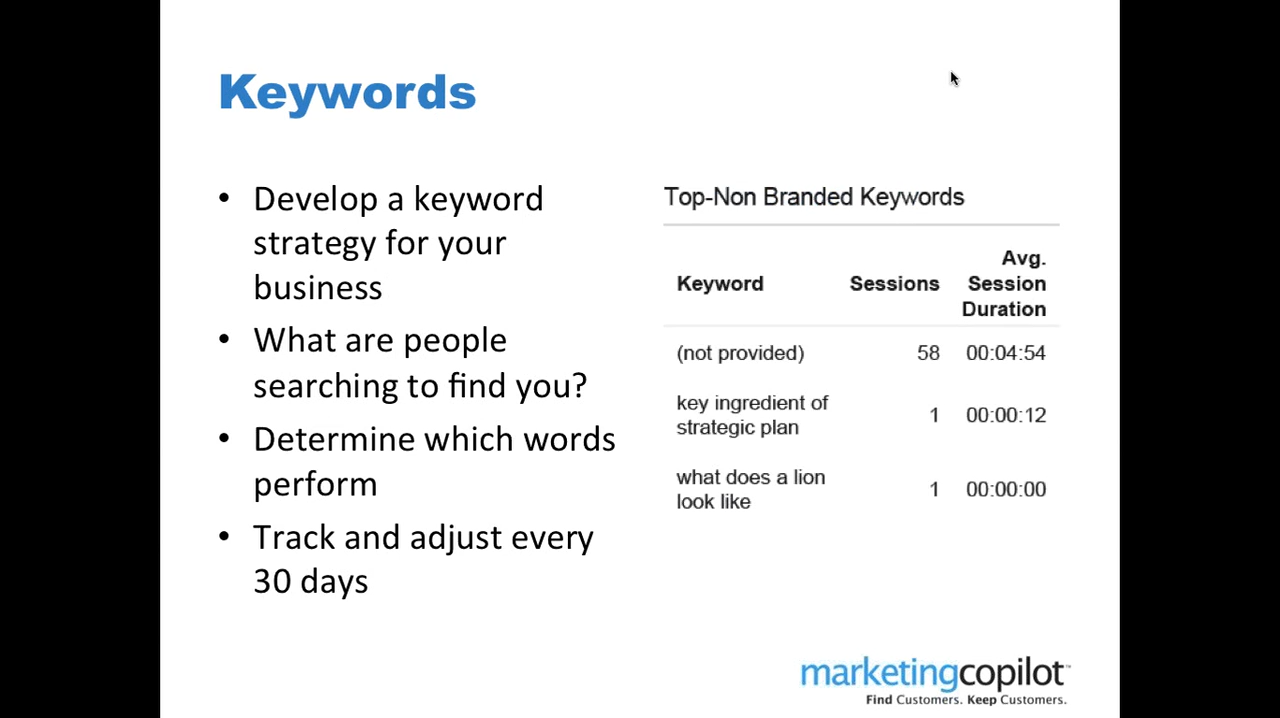 Keywords
• Develop a keyword
strategy for your
business
• What are people
searching to find you?
• Determine which words
perform
• Track and adjust every
30 days
Top-Non Branded Keywords
Keyword Sessions Avg. Session Duration
(not provided) 58 00:04:54
key ingredient of
strategic plan 1 00:00:12
what does a lion
look like 1 00:00:00
marketingcopilot™
Find Customers. Keep Customers.